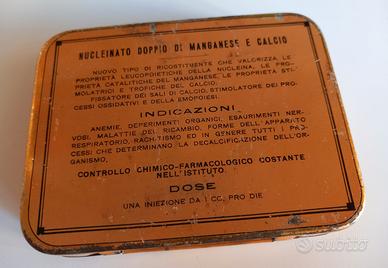 NUCLEINATO DOPPIO DI MANGANESE E CALCIO
NUOVO TIPO DI RICOSTITUENTE CHE VALORIZZA LE
PROPRIETÀ LEUCOPOIETICHE DELLA NUCLEINA, LE PRO-
PRIETÀ CATALITICHE DEL MANGANESE, LE PROPRIETÀ STI-
MOLATRICI E TROFICHE DEL CALCIO.
FISSATORE DEI SALI DI CALCIO, STIMOLATORE DEI PRO-
CESSI OSSIDATIVI E DELLA EMOPOIESI.
INDICAZIONI.
ANEMIE, DEPERIMENTI ORGANICI, ESAURIMENTI NER-
VOSI, MALATTIE DEL RICAMBIO, FORME DELL'APPARATO
RESPIRATORIO, RACHITISMO ED IN GENERE TUTTI I PRO-
CESSI CHE DETERMINANO LA DECALCIFICAZIONE DELL'OR-
GANISMO.
CONTROLLO CHIMICO-FARMACOLOGICO COSTANTE
NELL'ISTITUTO.
DOSE
UNA INIEZIONE DA 1 CC. PRO DIE
subito